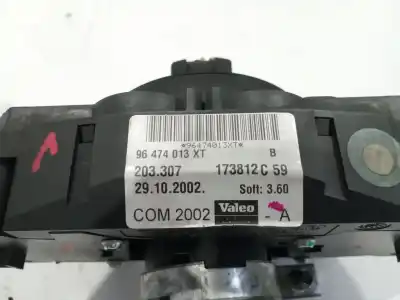 *96474013XT*
96 474 013 XT B
203.307 173812 C 59
29.10.2002. Soft: 3.60
COM 2002 Valeo - A